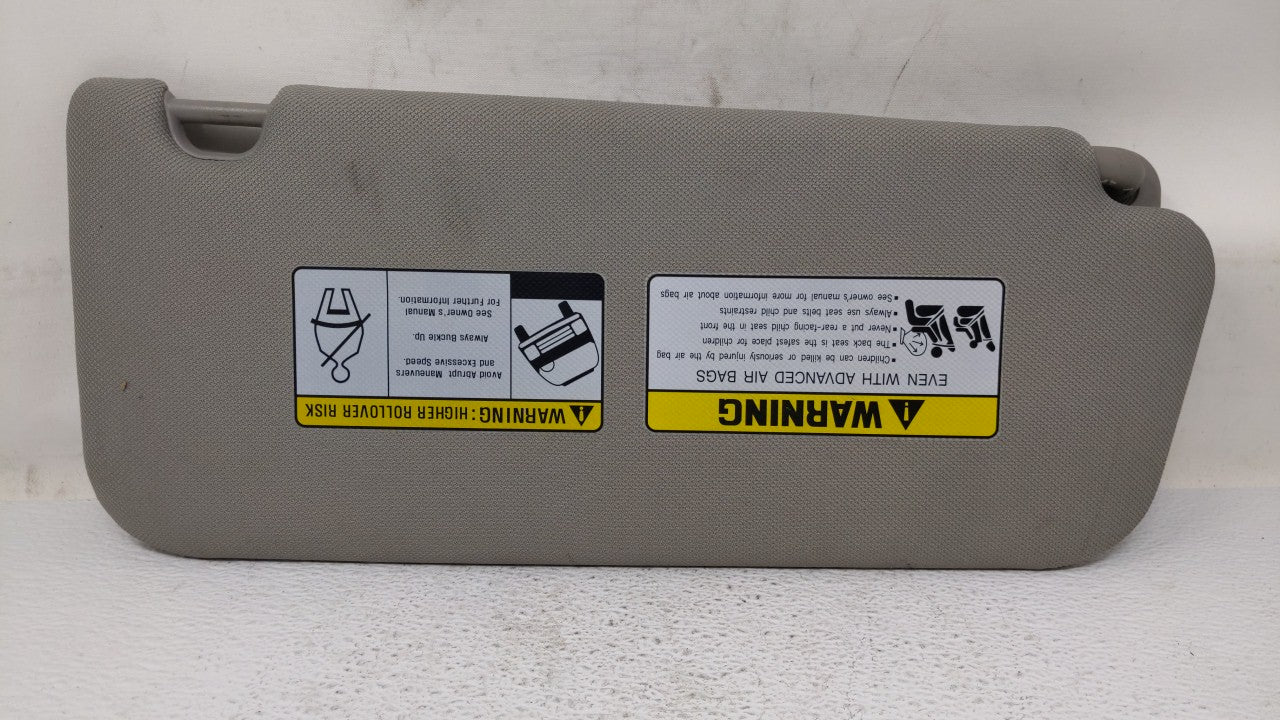 WARNING
EVEN WITH ADVANCED AIR BAGS
• Children can be killed or seriously injured by the air bag
• The back seat is the safest place for children
• Never put a rear-facing child seat in the front
• Always use seat belts and child restraints
• See owner's manual for more information about air bags
WARNING: HIGHER ROLLOVER RISK
Avoid Abrupt Maneuvers
and Excessive Speed.
Always Buckle Up.
See Owner's Manual
For Further Information.